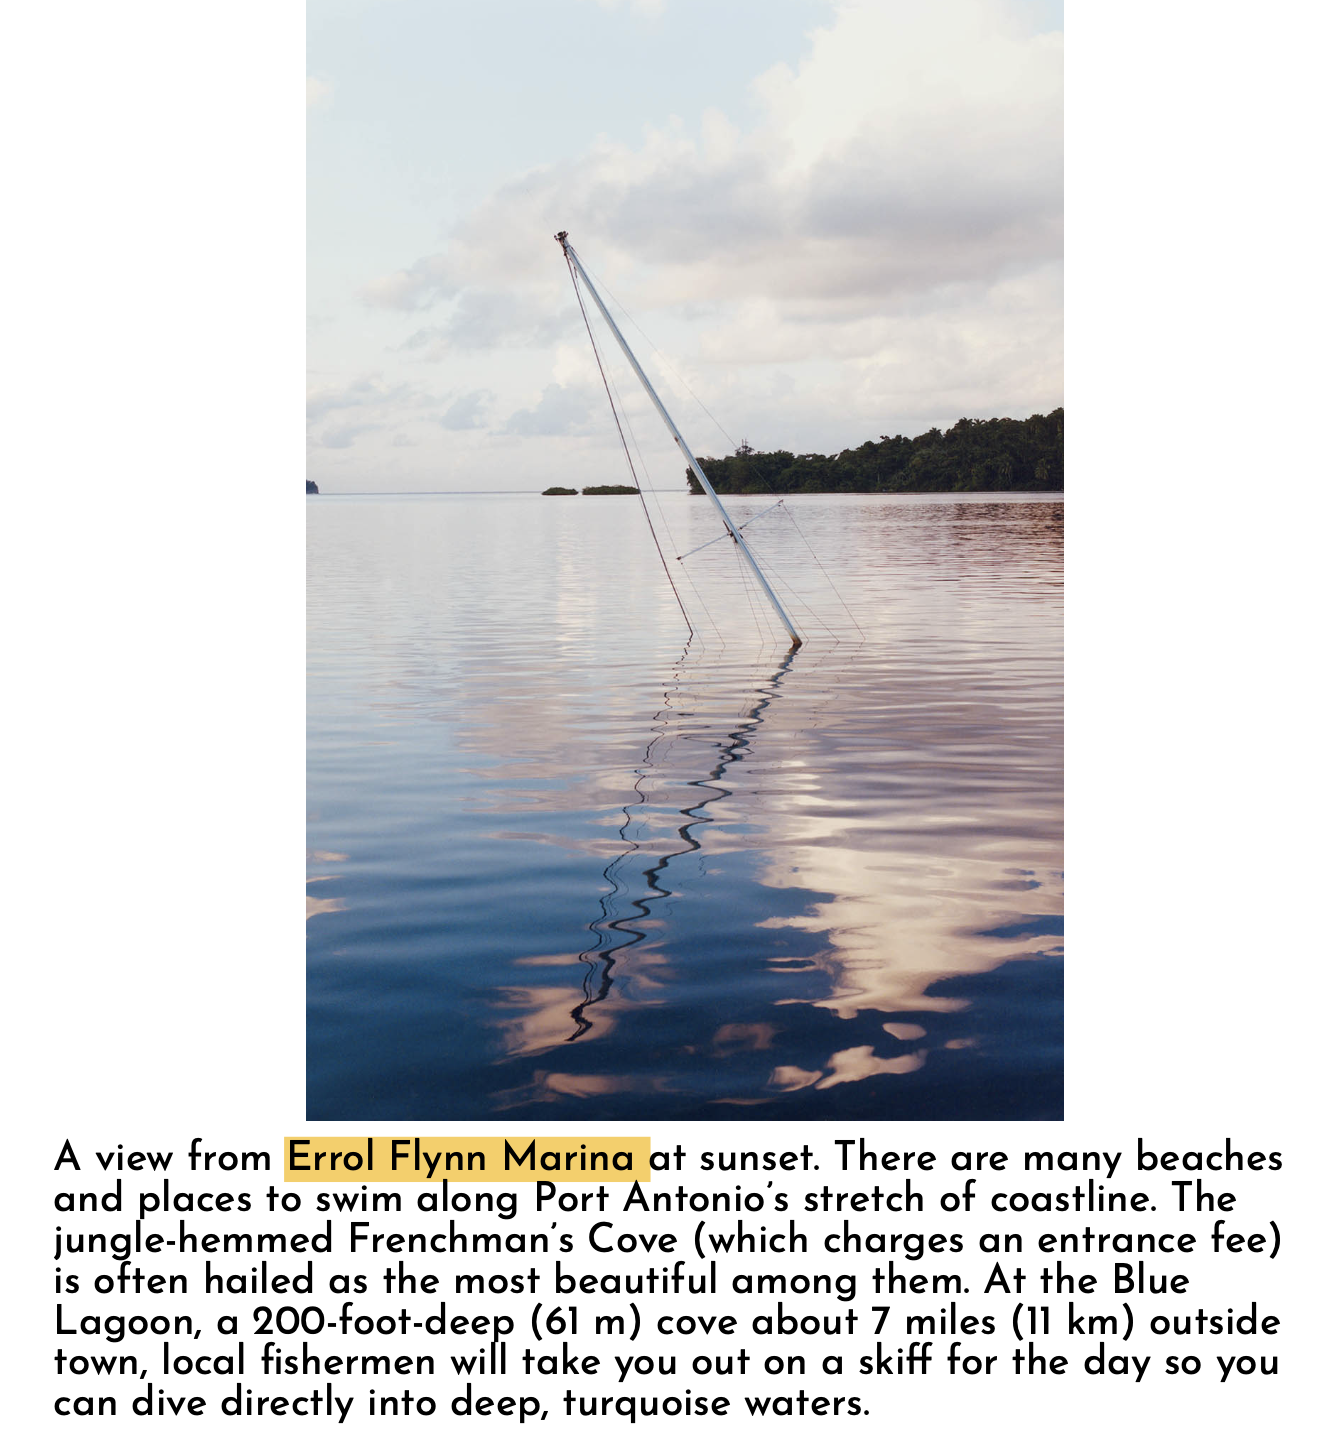 A view from Errol Flynn Marina at sunset. There are many beaches
and places to swim along Port Antonio’s stretch of coastline. The
jungle-hemmed Frenchman’s Cove (which charges an entrance fee)
is often hailed as the most beautiful among them. At the Blue
Lagoon, a 200-foot-deep (61 m) cove about 7 miles (11 km) outside
town, local fishermen will take you out on a skiff for the day so you
can dive directly into deep, turquoise waters.